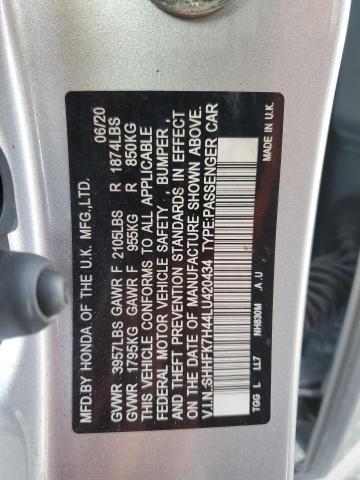 MFD.BY HONDA OF THE U.K. MFG.,LTD. 06/20
GVWR 3957LBS GAWR F 2105LBS R 1874LBS
GVWR 1795KG GAWR F 955KG R 850KG
THIS VEHICLE CONFORMS TO ALL APPLICABLE
FEDERAL MOTOR VEHICLE SAFETY, BUMPER,
AND THEFT PREVENTION STANDARDS IN EFFECT
ON THE DATE OF MANUFACTURE SHOWN ABOVE.
V.I.N.:SHHFK7H44LU420434 TYPE:PASSENGER CAR
TGG L LL7 NH830M A U MADE IN U.K.